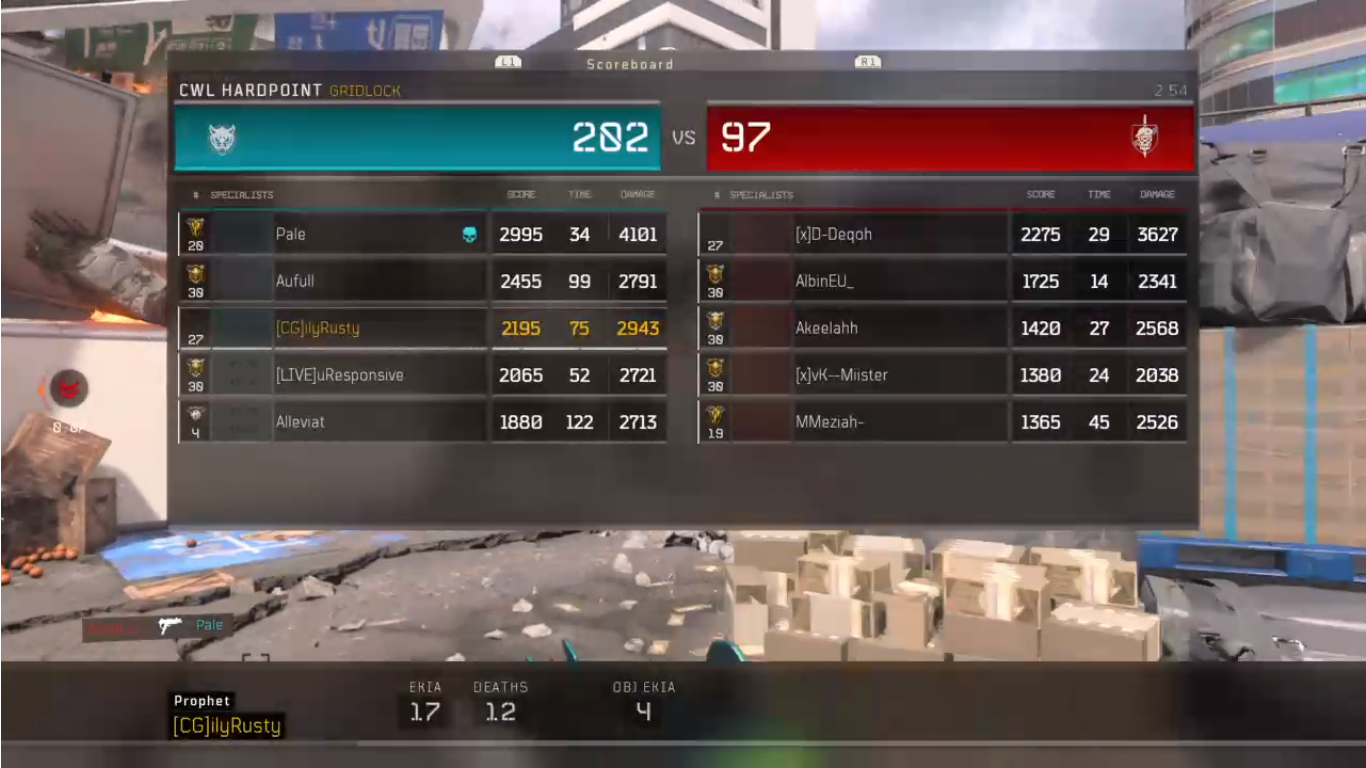 L1 Scoreboard R1
CWL HARDPOINT GRIDLOCK 2:54
202 VS 97
# SPECIALISTS SCORE TIME DAMAGE # SPECIALISTS SCORE TIME DAMAGE
20 Pale 2995 34 4101 27 [x]D-Deqoh 2275 29 3627
30 Aufull 2455 99 2791 30 AlbinEU_ 1725 14 2341
27 [CG]ilyRusty 2195 75 2943 30 Akeelahh 1420 27 2568
30 [LIVE]uResponsive 2065 52 2721 30 [x]vK--Miister 1380 24 2038
4 Alleviat 1880 122 2713 19 MMeziah- 1365 45 2526
Pale
EKIA DEATHS OBJ EKIA
Prophet 17 12 4
[CG]ilyRusty